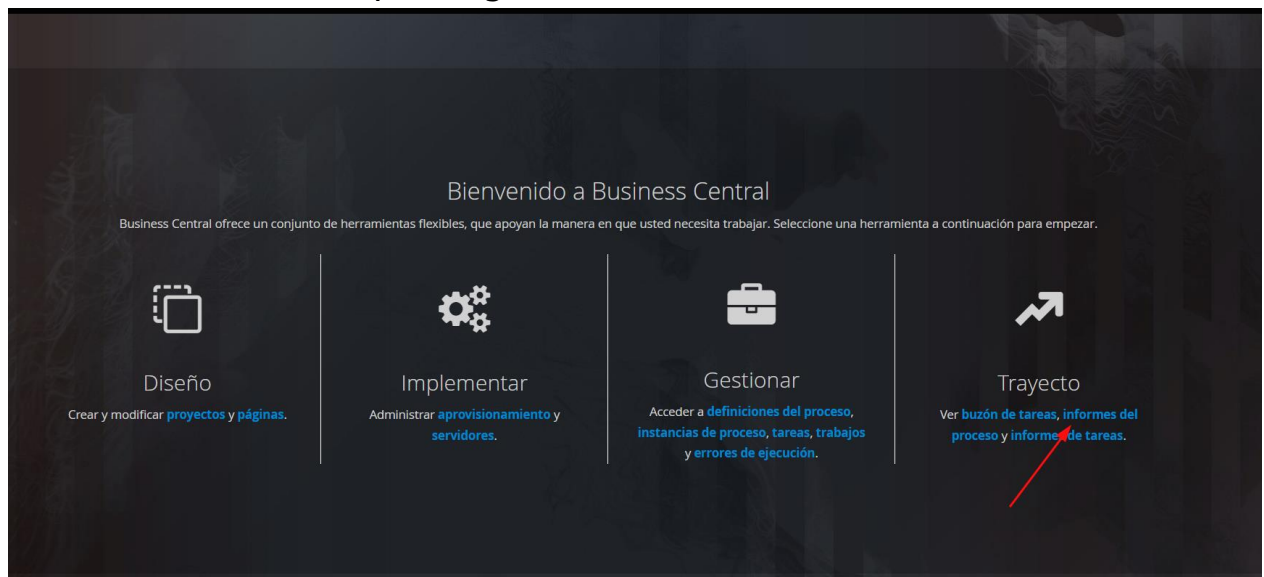 Bienvenido a Business Central
Business Central ofrece un conjunto de herramientas flexibles, que apoyan la manera en que usted necesita trabajar. Seleccione una herramienta a continuación para empezar.
Diseño
Crear y modificar proyectos y páginas.
Implementar
Administrar aprovisionamiento y
servidores.
Gestionar
Acceder a definiciones del proceso,
instancias de proceso, tareas, trabajos
y errores de ejecución.
Trayecto
Ver buzón de tareas, informes del
proceso y informes de tareas.